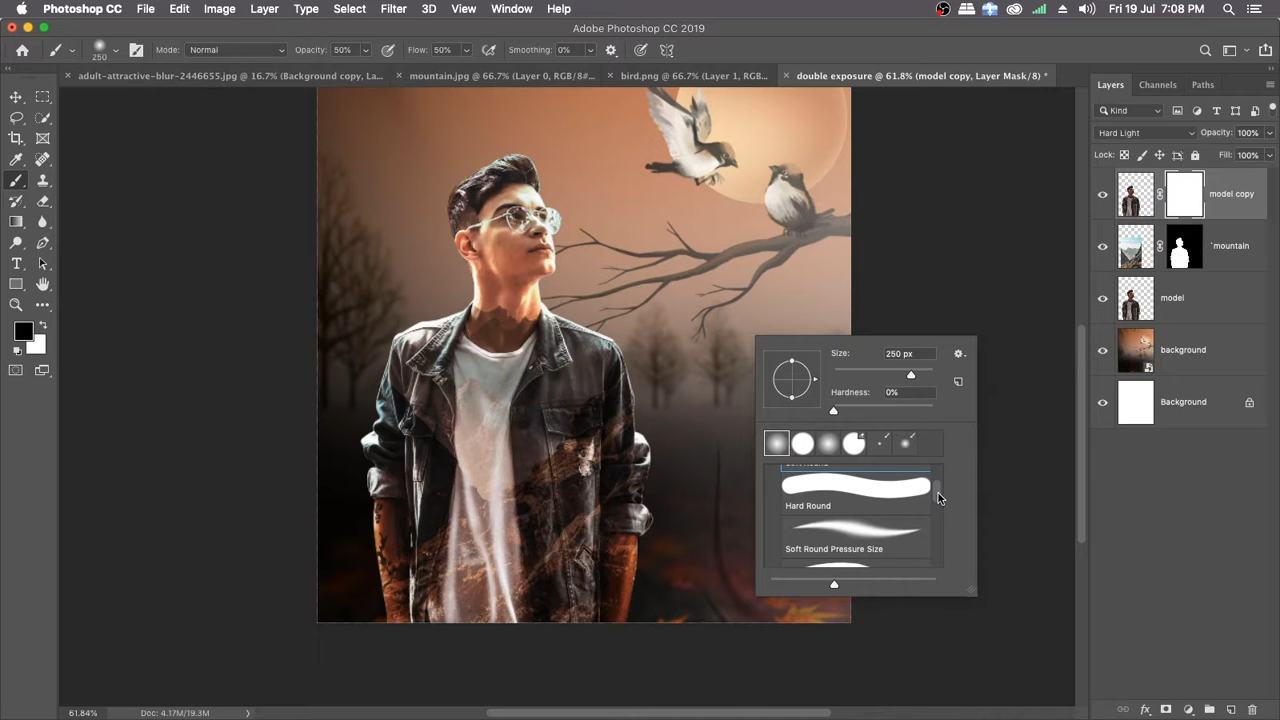 Photoshop CC File Edit Image Layer Type Select Filter 3D View Window Help Fri 19 Jul 7:08 PM
Adobe Photoshop CC 2019
250 Mode: Normal Opacity: 50% Flow: 50% Smoothing: 0%
adult-attractive-blur-2446655.jpg @ 16.7% (Background copy, La... mountain.jpg @ 66.7% (Layer 0, RGB/8#... bird.png @ 66.7% (Layer 1, RGB... double exposure @ 61.8% (model copy, Layer Mask/8) *
Layers Channels Paths
Kind
Hard Light Opacity: 100%
Lock: Fill: 100%
model copy
`mountain
model
background
Background
Size: 250 px
Hardness: 0%
Hard Round
Soft Round Pressure Size
61.84% Doc: 4.17M/19.3M